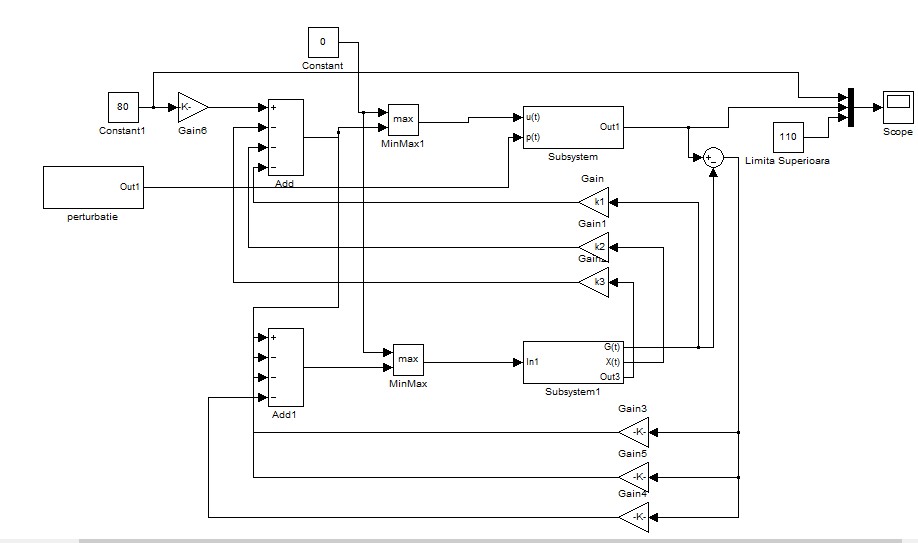 0
Constant
80
Constant1
K-
Gain6
+
−
−
−
Add
max
MinMax1
u(t)
p(t)
Out1
Subsystem
110
Limita Superioara
Scope
+
−
Out1
perturbatie
Gain
k1
Gain1
k2
k3
+
−
−
−
Add1
max
MinMax
In1
G(t)
X(t)
Out3
Subsystem1
Gain3
-K-
Gain5
-K-
Gain4
-K-